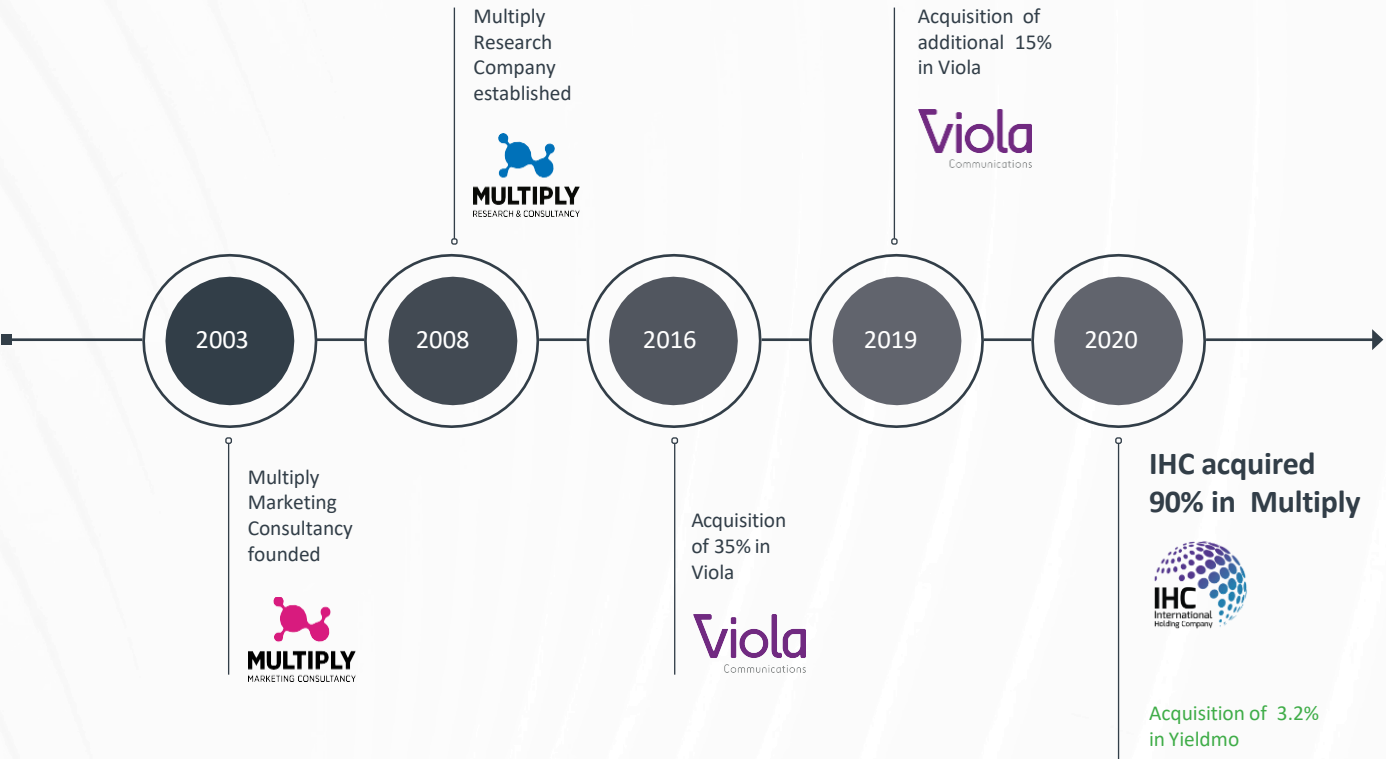 Multiply
Research
Company
established
MULTIPLY
RESEARCH & CONSULTANCY
Acquisition of
additional 15%
in Viola
Viola
Communications
2003
2008
2016
2019
2020
Multiply
Marketing
Consultancy
founded
MULTIPLY
MARKETING CONSULTANCY
Acquisition
of 35% in
Viola
Viola
Communications
IHC acquired
90% in Multiply
IHC
International
Holding Company
Acquisition of 3.2%
in Yieldmo